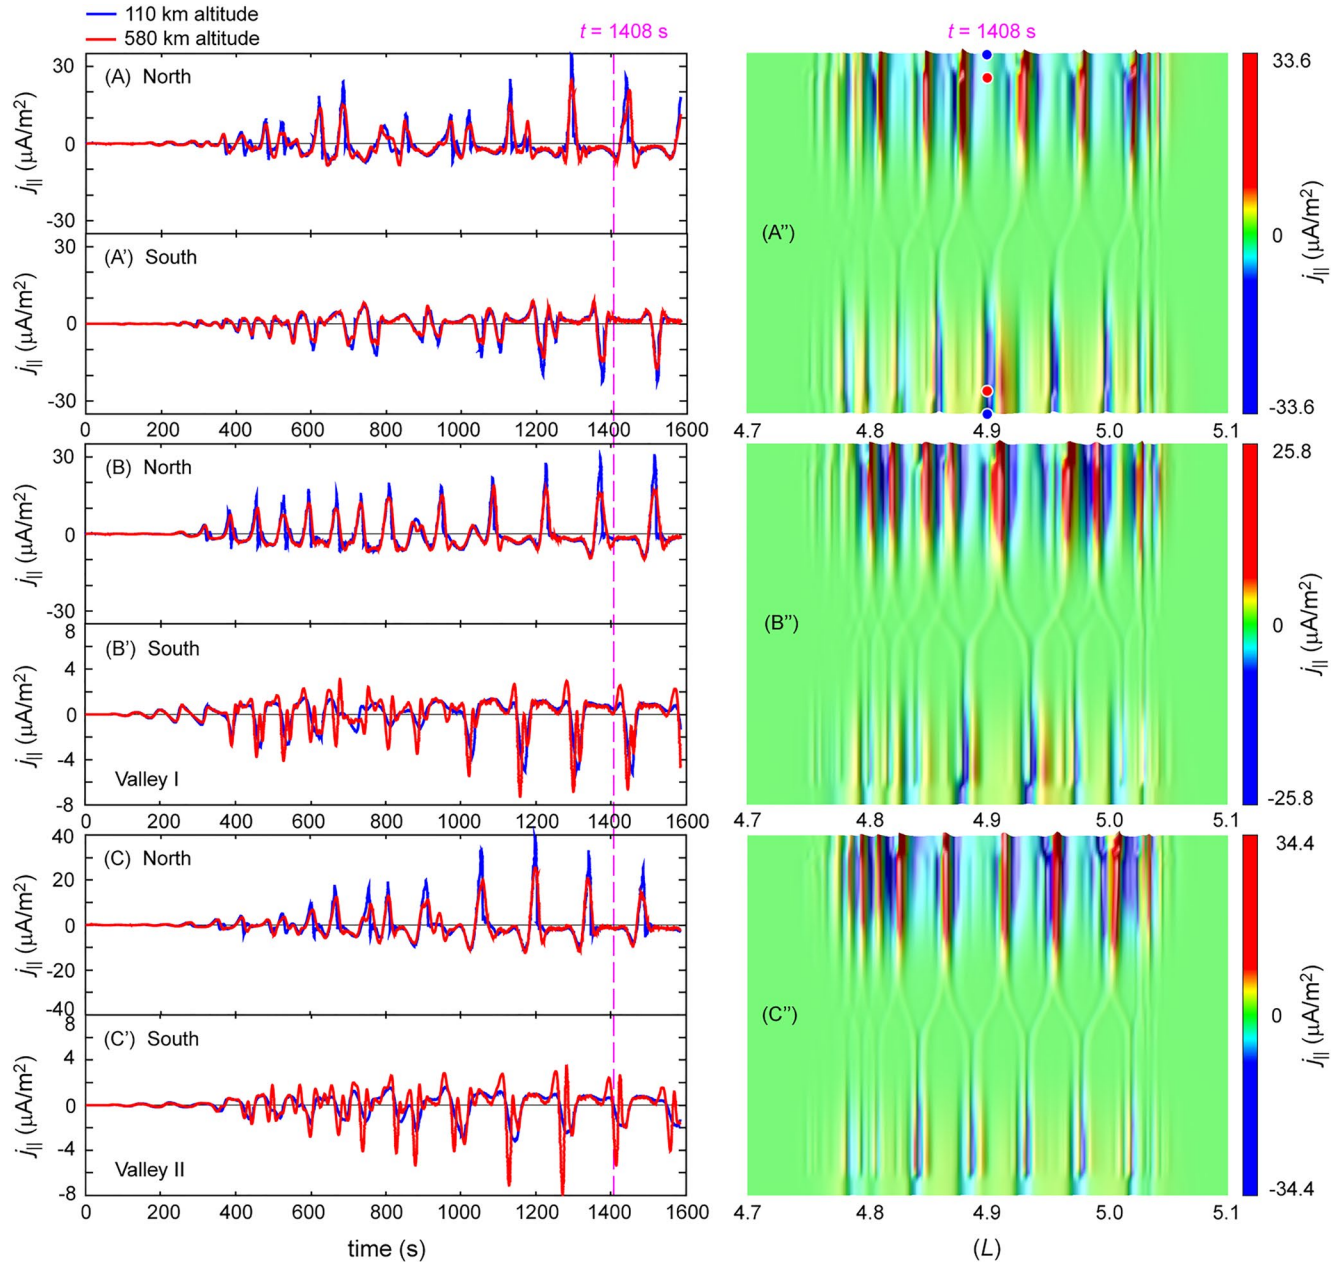 110 km altitude
580 km altitude
t = 1408 s
t = 1408 s
(A) North
30
0
-30
j|| (μA/m2)
(A') South
30
0
-30
j|| (μA/m2)
0 200 400 600 800 1000 1200 1400 1600
(A'')
33.6
0
-33.6
j|| (μA/m2)
4.7 4.8 4.9 5.0 5.1
(B) North
30
0
-30
j|| (μA/m2)
(B') South
8
4
0
-4
-8
j|| (μA/m2)
Valley I
0 200 400 600 800 1000 1200 1400 1600
(B'')
25.8
0
-25.8
j|| (μA/m2)
4.7 4.8 4.9 5.0 5.1
(C) North
40
20
0
-20
-40
j|| (μA/m2)
(C') South
8
4
0
-4
-8
j|| (μA/m2)
Valley II
0 200 400 600 800 1000 1200 1400 1600
time (s)
(C'')
34.4
0
-34.4
j|| (μA/m2)
4.7 4.8 4.9 5.0 5.1
(L)